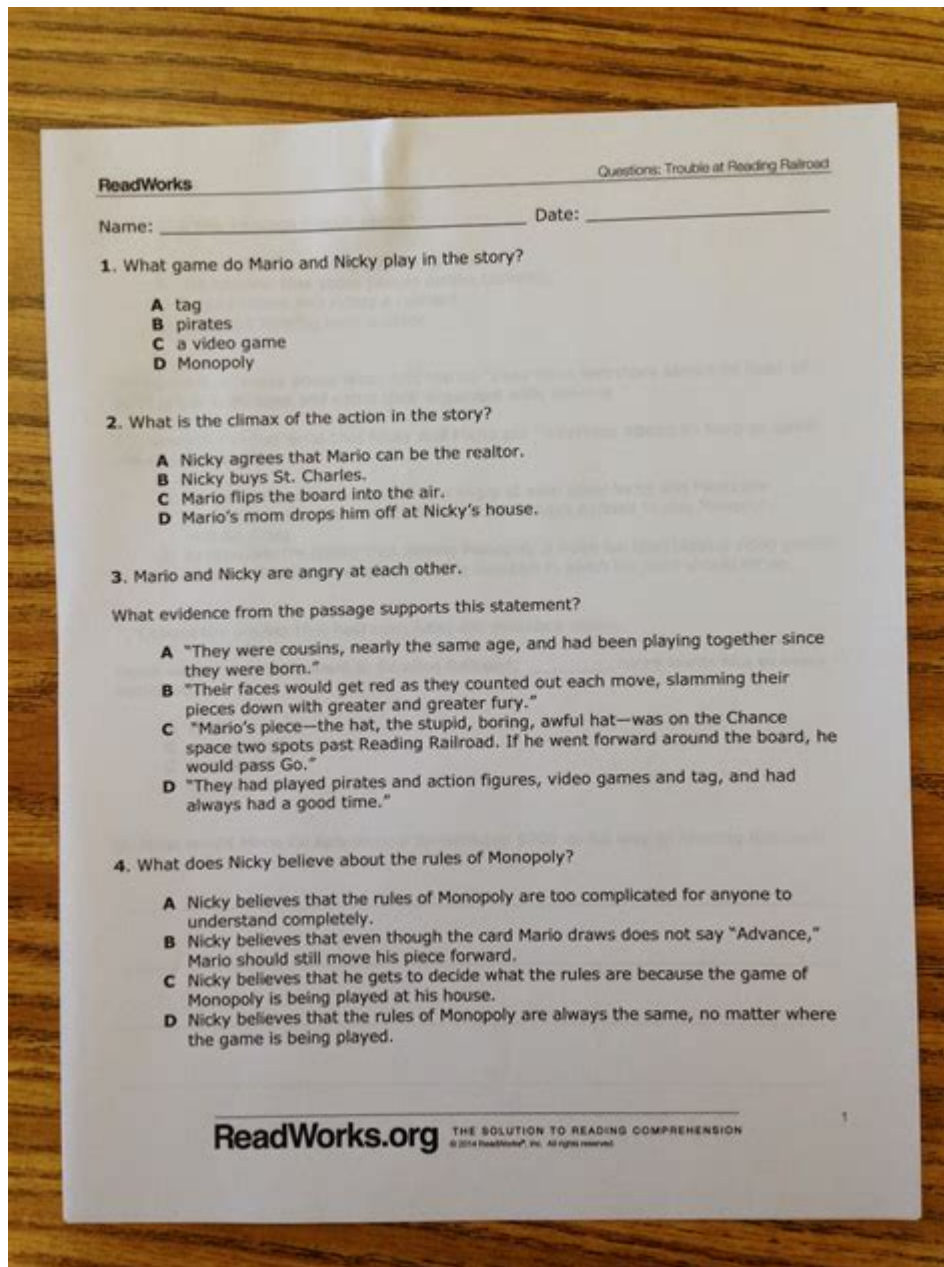 ReadWorks
Questions: Trouble at Reading Railroad
Name: Date:
1. What game do Mario and Nicky play in the story?
A tag
B pirates
C a video game
D Monopoly
2. What is the climax of the action in the story?
A Nicky agrees that Mario can be the realtor.
B Nicky buys St. Charles.
C Mario flips the board into the air.
D Mario's mom drops him off at Nicky's house.
3. Mario and Nicky are angry at each other.
What evidence from the passage supports this statement?
A "They were cousins, nearly the same age, and had been playing together since
they were born."
B "Their faces would get red as they counted out each move, slamming their
pieces down with greater and greater fury."
C "Mario's piece—the hat, the stupid, boring, awful hat—was on the Chance
space two spots past Reading Railroad. If he went forward around the board, he
would pass Go."
D "They had played pirates and action figures, video games and tag, and had
always had a good time."
4. What does Nicky believe about the rules of Monopoly?
A Nicky believes that the rules of Monopoly are too complicated for anyone to
understand completely.
B Nicky believes that even though the card Mario draws does not say "Advance,"
Mario should still move his piece forward.
C Nicky believes that he gets to decide what the rules are because the game of
Monopoly is being played at his house.
D Nicky believes that the rules of Monopoly are always the same, no matter where
the game is being played.
1
ReadWorks.org THE SOLUTION TO READING COMPREHENSION
© 2014 ReadWorks®, Inc. All rights reserved.